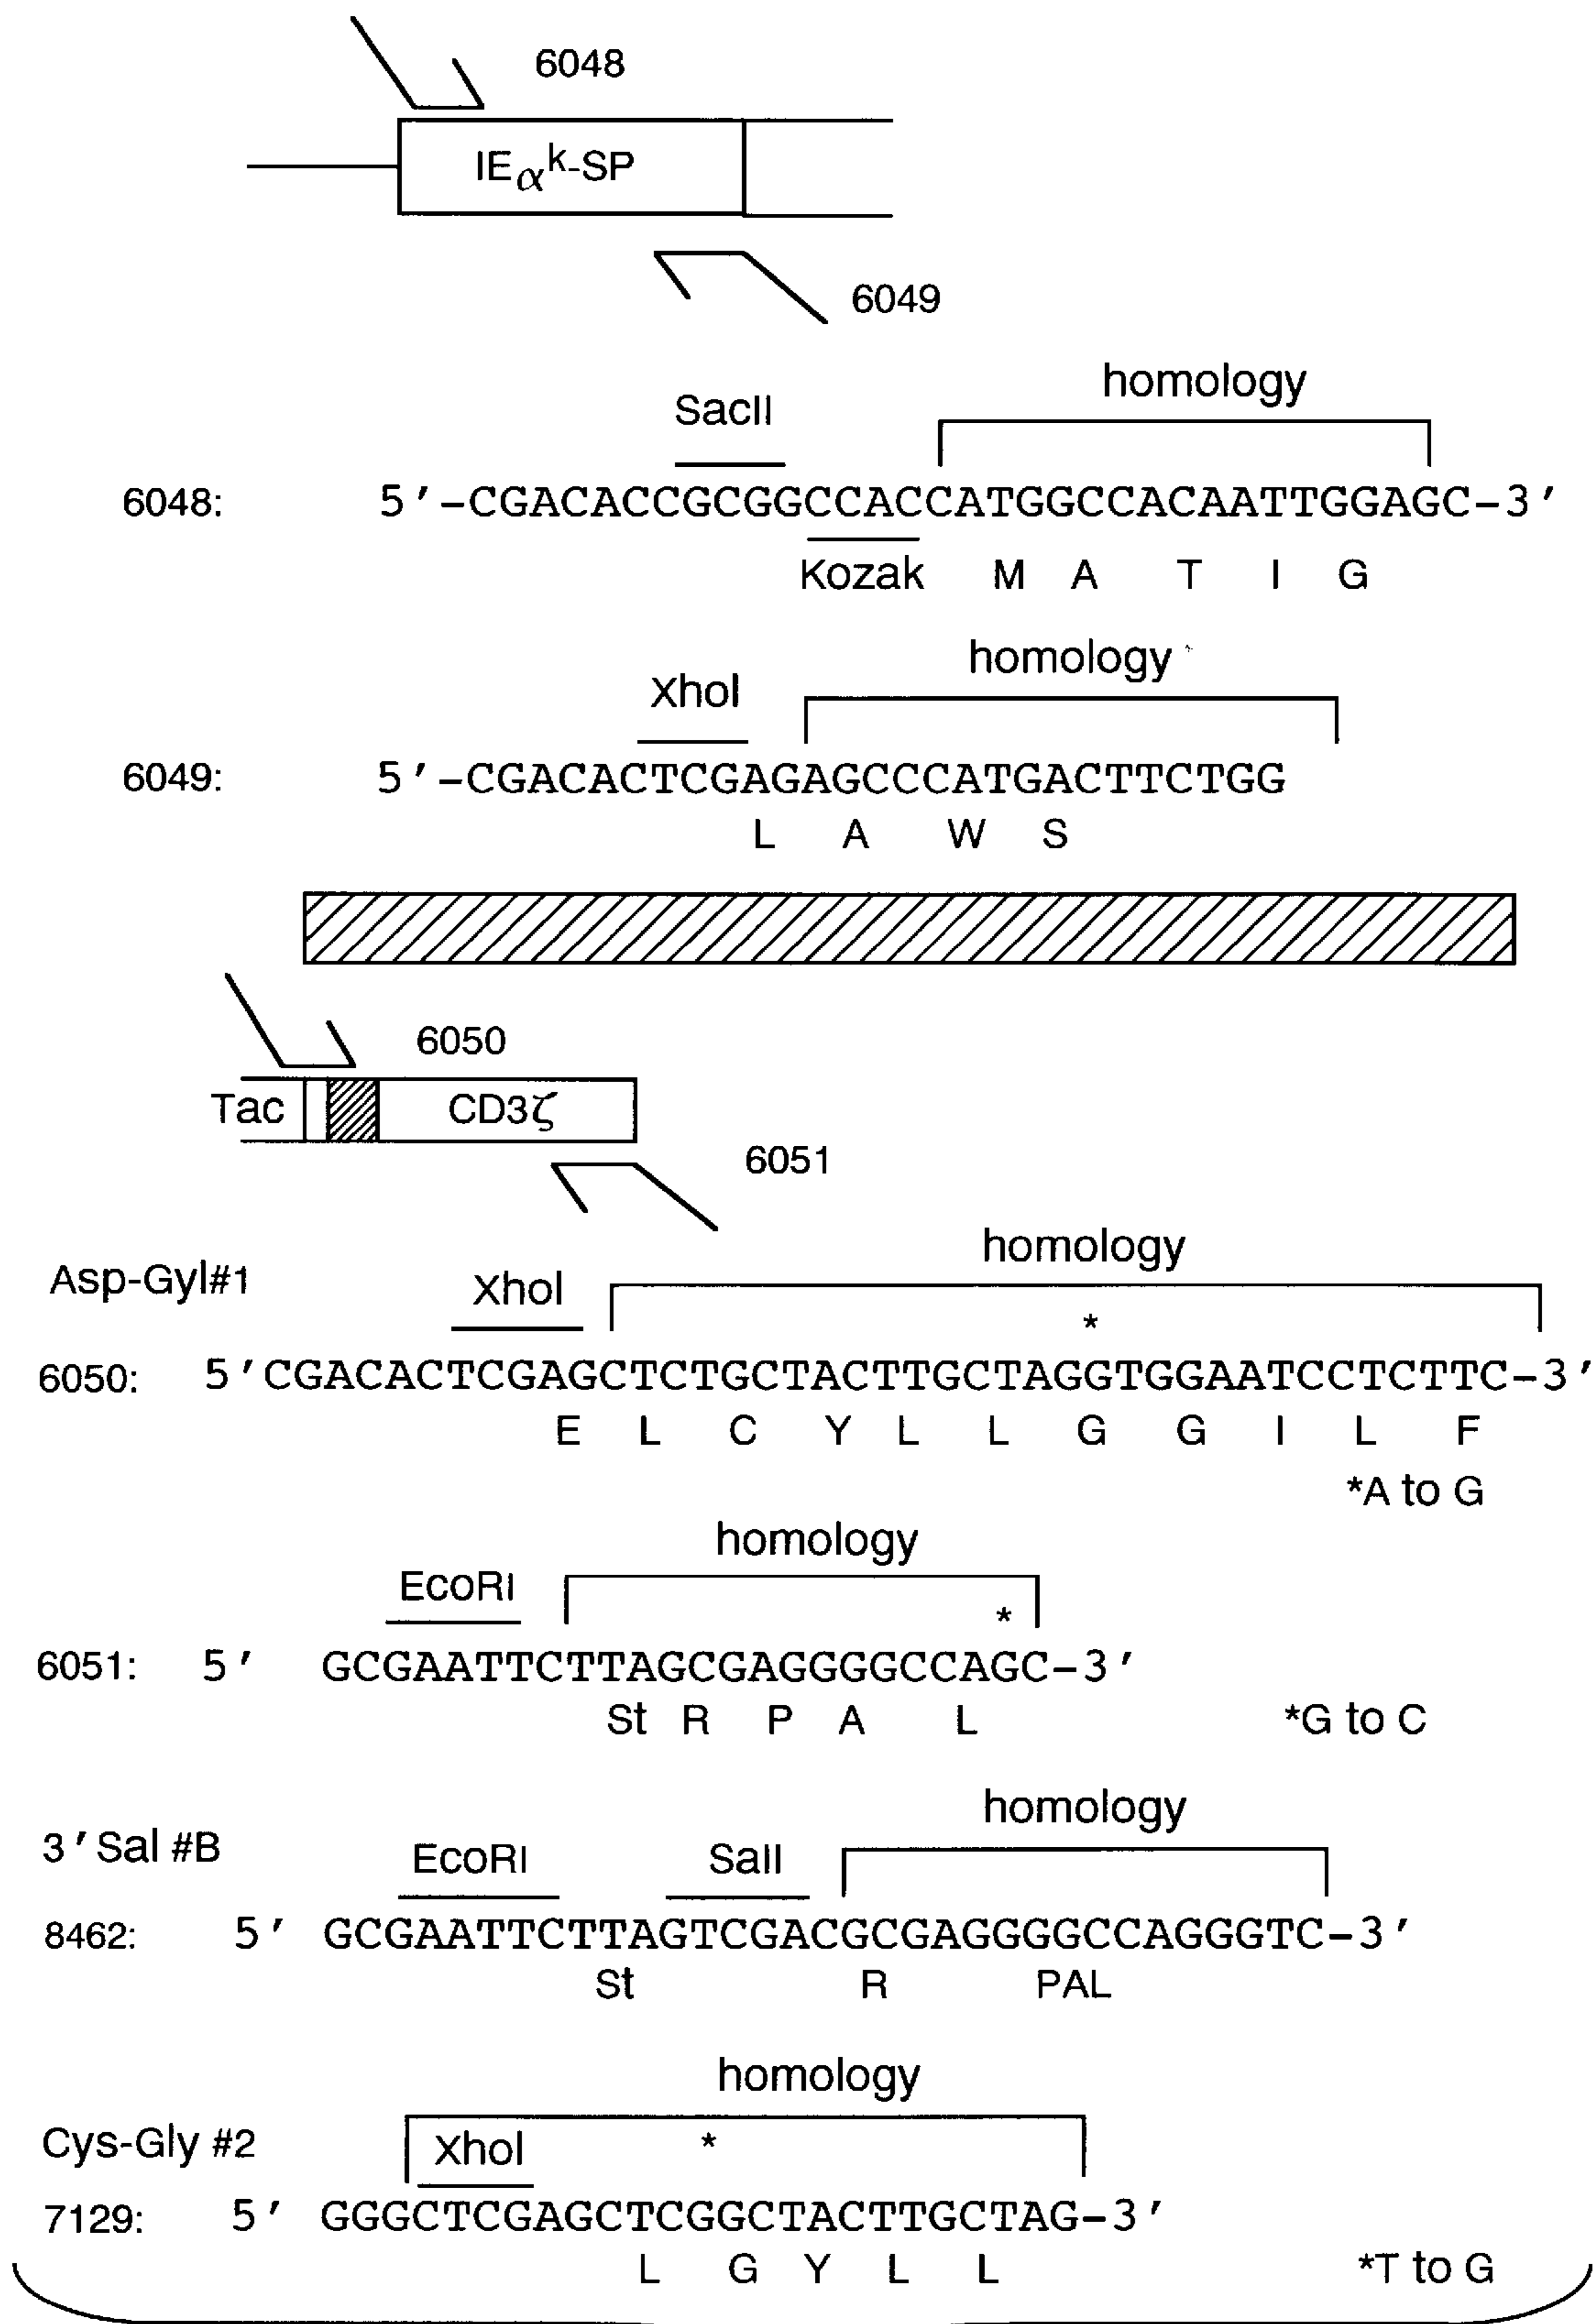 6048
IEαk-SP
6049
homology
SacII
6048: 5'-CGACACCGCGGCCACCATGGCCACAATTGGAGC-3'
Kozak M A T I G
homology
XhoI
6049: 5'-CGACACTCGAGAGCCCATGACTTCTGG
L A W S
6050
Tac CD3ζ
6051
homology
Asp-Gyl#1 XhoI
*
6050: 5'CGACACTCGAGCTCTGCTACTTGCTAGGTGGAATCCTCTTC-3'
E L C Y L L G G I L F
*A to G
homology
EcoRI
*
6051: 5' GCGAATTCTTAGCGAGGGGCCAGC-3'
St R P A L *G to C
homology
3'Sal #B EcoRI SalI
8462: 5' GCGAATTCTTAGTCGACGCGAGGGGCCAGGGTC-3'
St R PAL
homology
Cys-Gly #2 XhoI *
7129: 5' GGGCTCGAGCTCGGCTACTTGCTAG-3'
L G Y L L *T to G